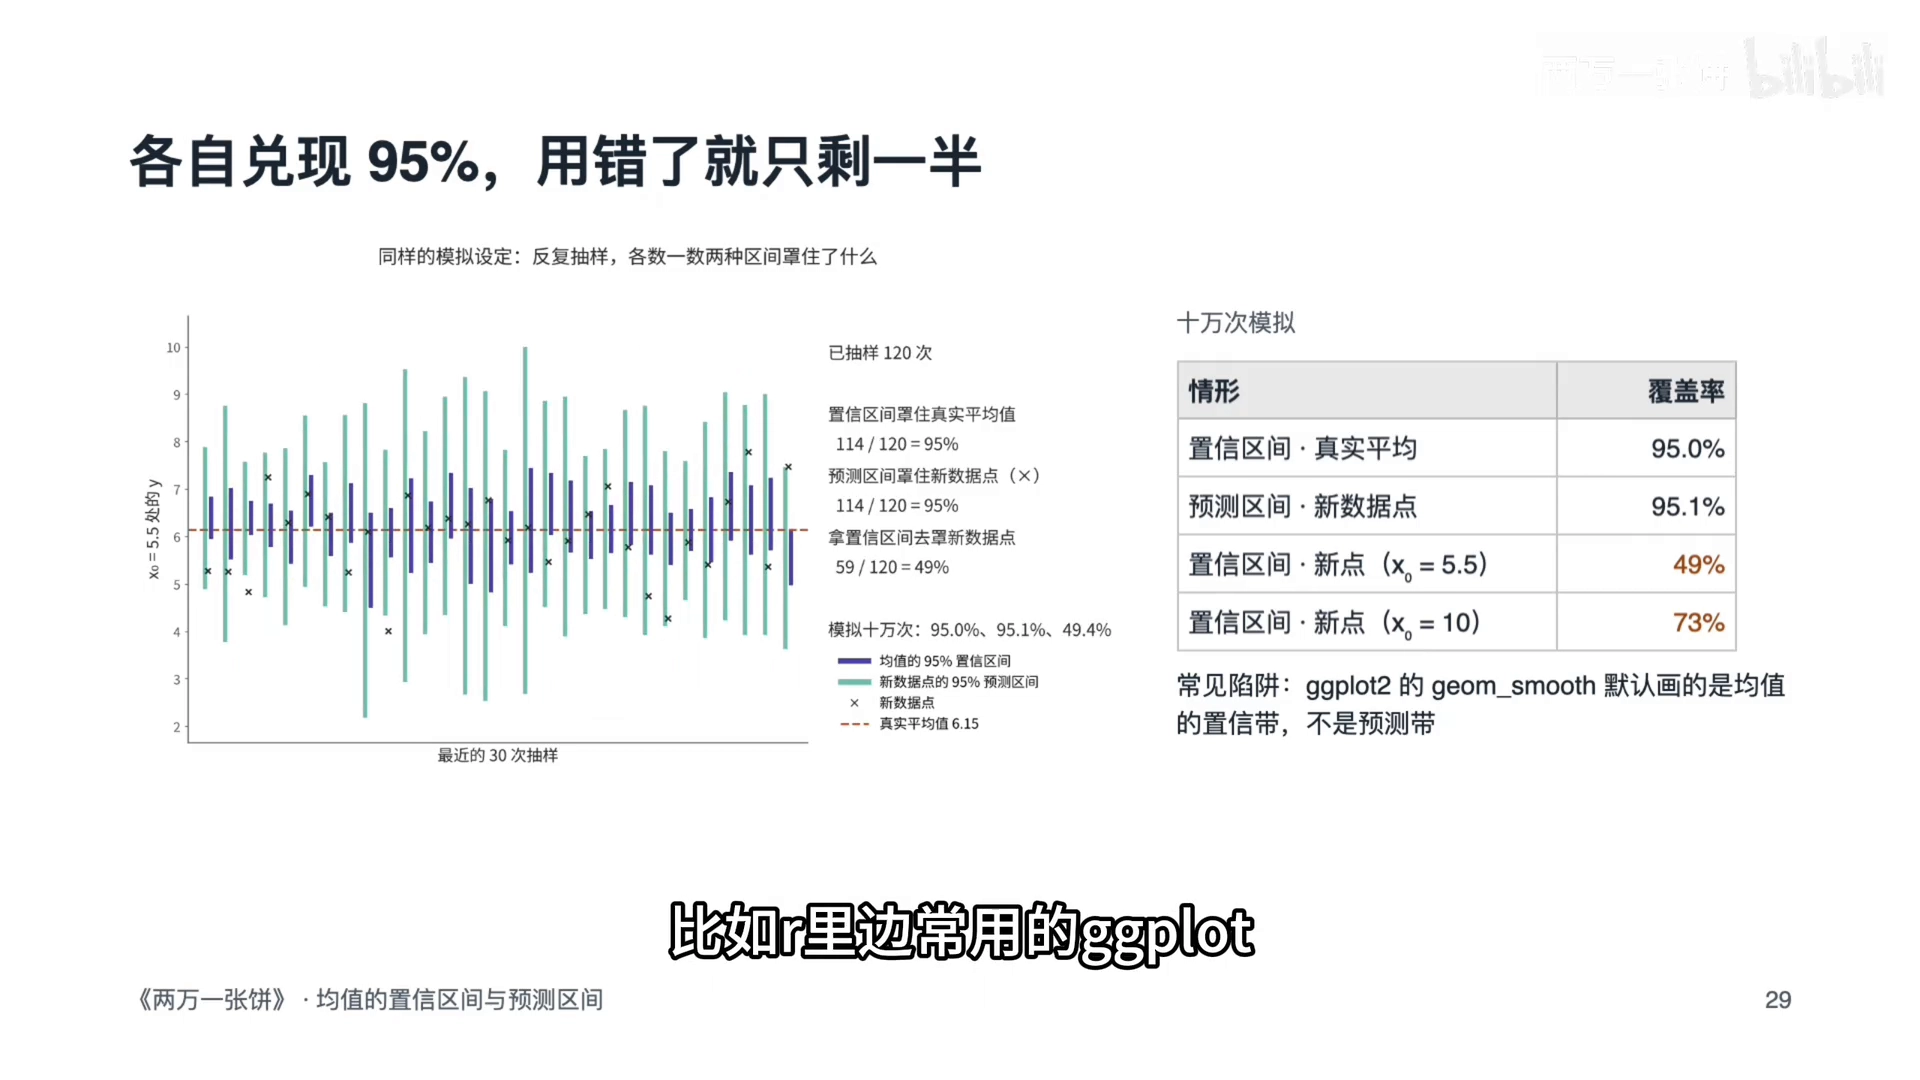 两万一张饼 bilibili
各自兑现 95%，用错了就只剩一半
同样的模拟设定：反复抽样，各数一数两种区间罩住了什么
x₀ = 5.5 处的 y
10
9
8
7
6
5
4
3
2
最近的 30 次抽样
已抽样 120 次
置信区间罩住真实平均值
114 / 120 = 95%
预测区间罩住新数据点（×）
114 / 120 = 95%
拿置信区间去罩新数据点
59 / 120 = 49%
模拟十万次：95.0%、95.1%、49.4%
均值的 95% 置信区间
新数据点的 95% 预测区间
新数据点
真实平均值 6.15
十万次模拟
情形 覆盖率
置信区间 · 真实平均 95.0%
预测区间 · 新数据点 95.1%
置信区间 · 新点（x₀ = 5.5） 49%
置信区间 · 新点（x₀ = 10） 73%
常见陷阱：ggplot2 的 geom_smooth 默认画的是均值
的置信带，不是预测带
比如r里边常用的ggplot
《两万一张饼》 · 均值的置信区间与预测区间
29